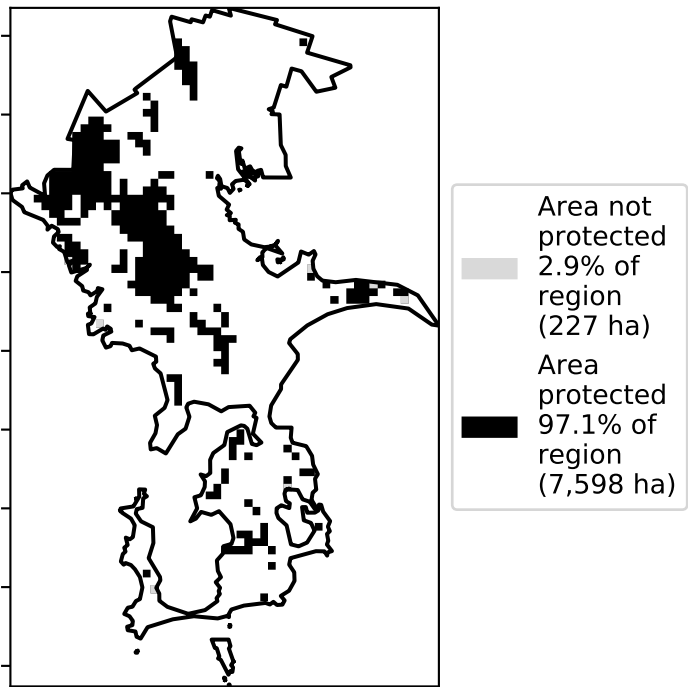 Area not
protected
2.9% of
region
(227 ha)
Area
protected
97.1% of
region
(7,598 ha)